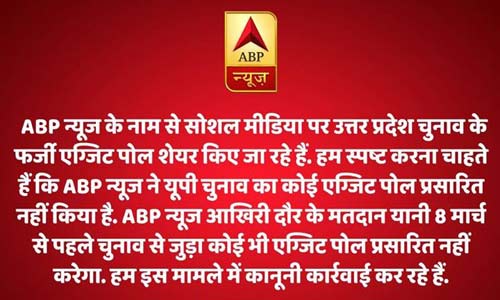 ABP
न्यूज़
ABP न्यूज के नाम से सोशल मीडिया पर उत्तर प्रदेश चुनाव के
फर्जी एग्जिट पोल शेयर किए जा रहे हैं. हम स्पष्ट करना चाहते
हैं कि ABP न्यूज ने यूपी चुनाव का कोई एग्जिट पोल प्रसारित
नहीं किया है. ABP न्यूज आखिरी दौर के मतदान यानी 8 मार्च
से पहले चुनाव से जुड़ा कोई भी एग्जिट पोल प्रसारित नहीं
करेगा. हम इस मामले में कानूनी कार्रवाई कर रहे हैं.